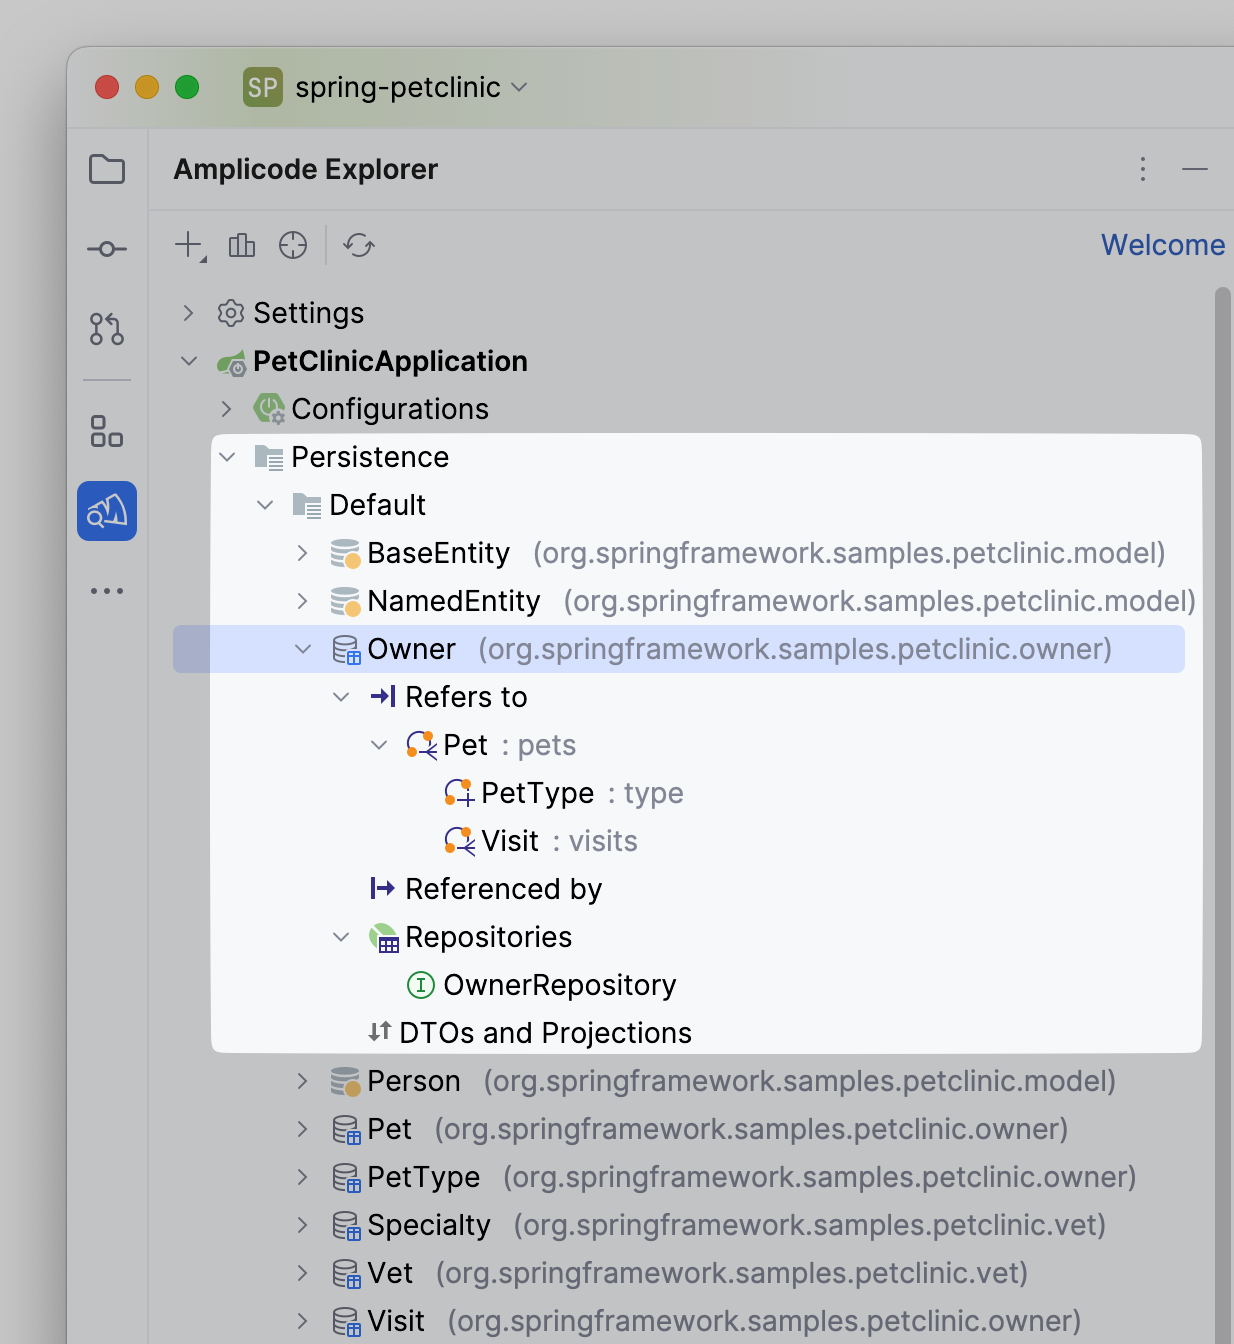 SP spring-petclinic
Amplicode Explorer
Welcome
Settings
PetClinicApplication
Configurations
Persistence
Default
BaseEntity (org.springframework.samples.petclinic.model)
NamedEntity (org.springframework.samples.petclinic.model)
Owner (org.springframework.samples.petclinic.owner)
Refers to
Pet : pets
PetType : type
Visit : visits
Referenced by
Repositories
I OwnerRepository
DTOs and Projections
Person (org.springframework.samples.petclinic.model)
Pet (org.springframework.samples.petclinic.owner)
PetType (org.springframework.samples.petclinic.owner)
Specialty (org.springframework.samples.petclinic.vet)
Vet (org.springframework.samples.petclinic.vet)
Visit (org.springframework.samples.petclinic.owner)